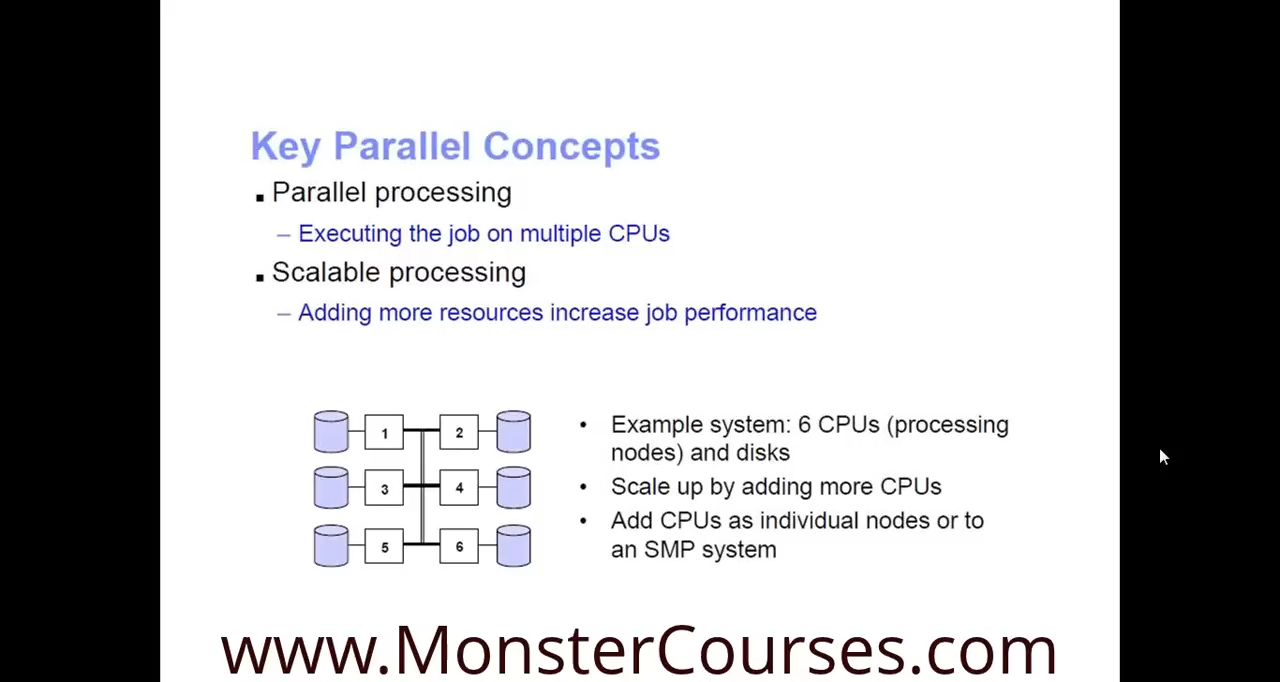 Key Parallel Concepts
▪ Parallel processing
– Executing the job on multiple CPUs
▪ Scalable processing
– Adding more resources increase job performance
1 2
3 4
5 6
• Example system: 6 CPUs (processing
nodes) and disks
• Scale up by adding more CPUs
• Add CPUs as individual nodes or to
an SMP system
www.MonsterCourses.com